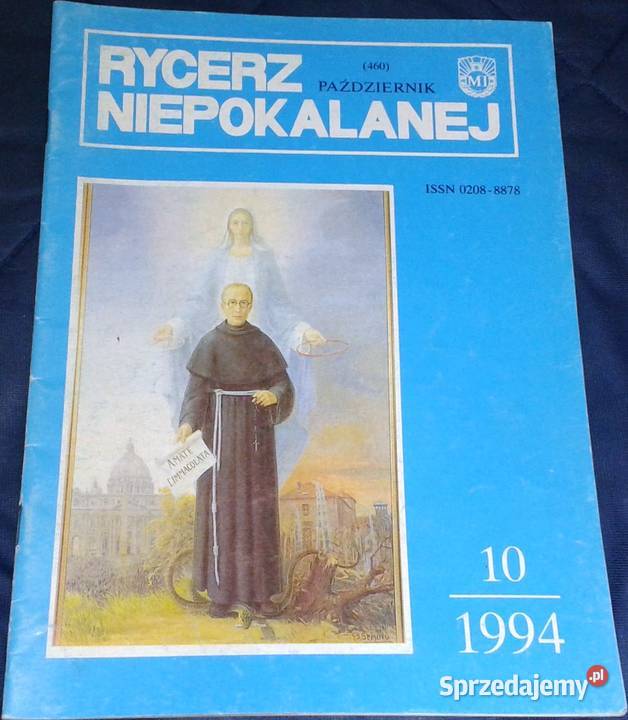 RYCERZ
(460)
PAŹDZIERNIK
MI
NIEPOKALANEJ
ISSN 0208-8878
AMATE
L'IMMACOLATA
10
1994
Sprzedajemy.pl